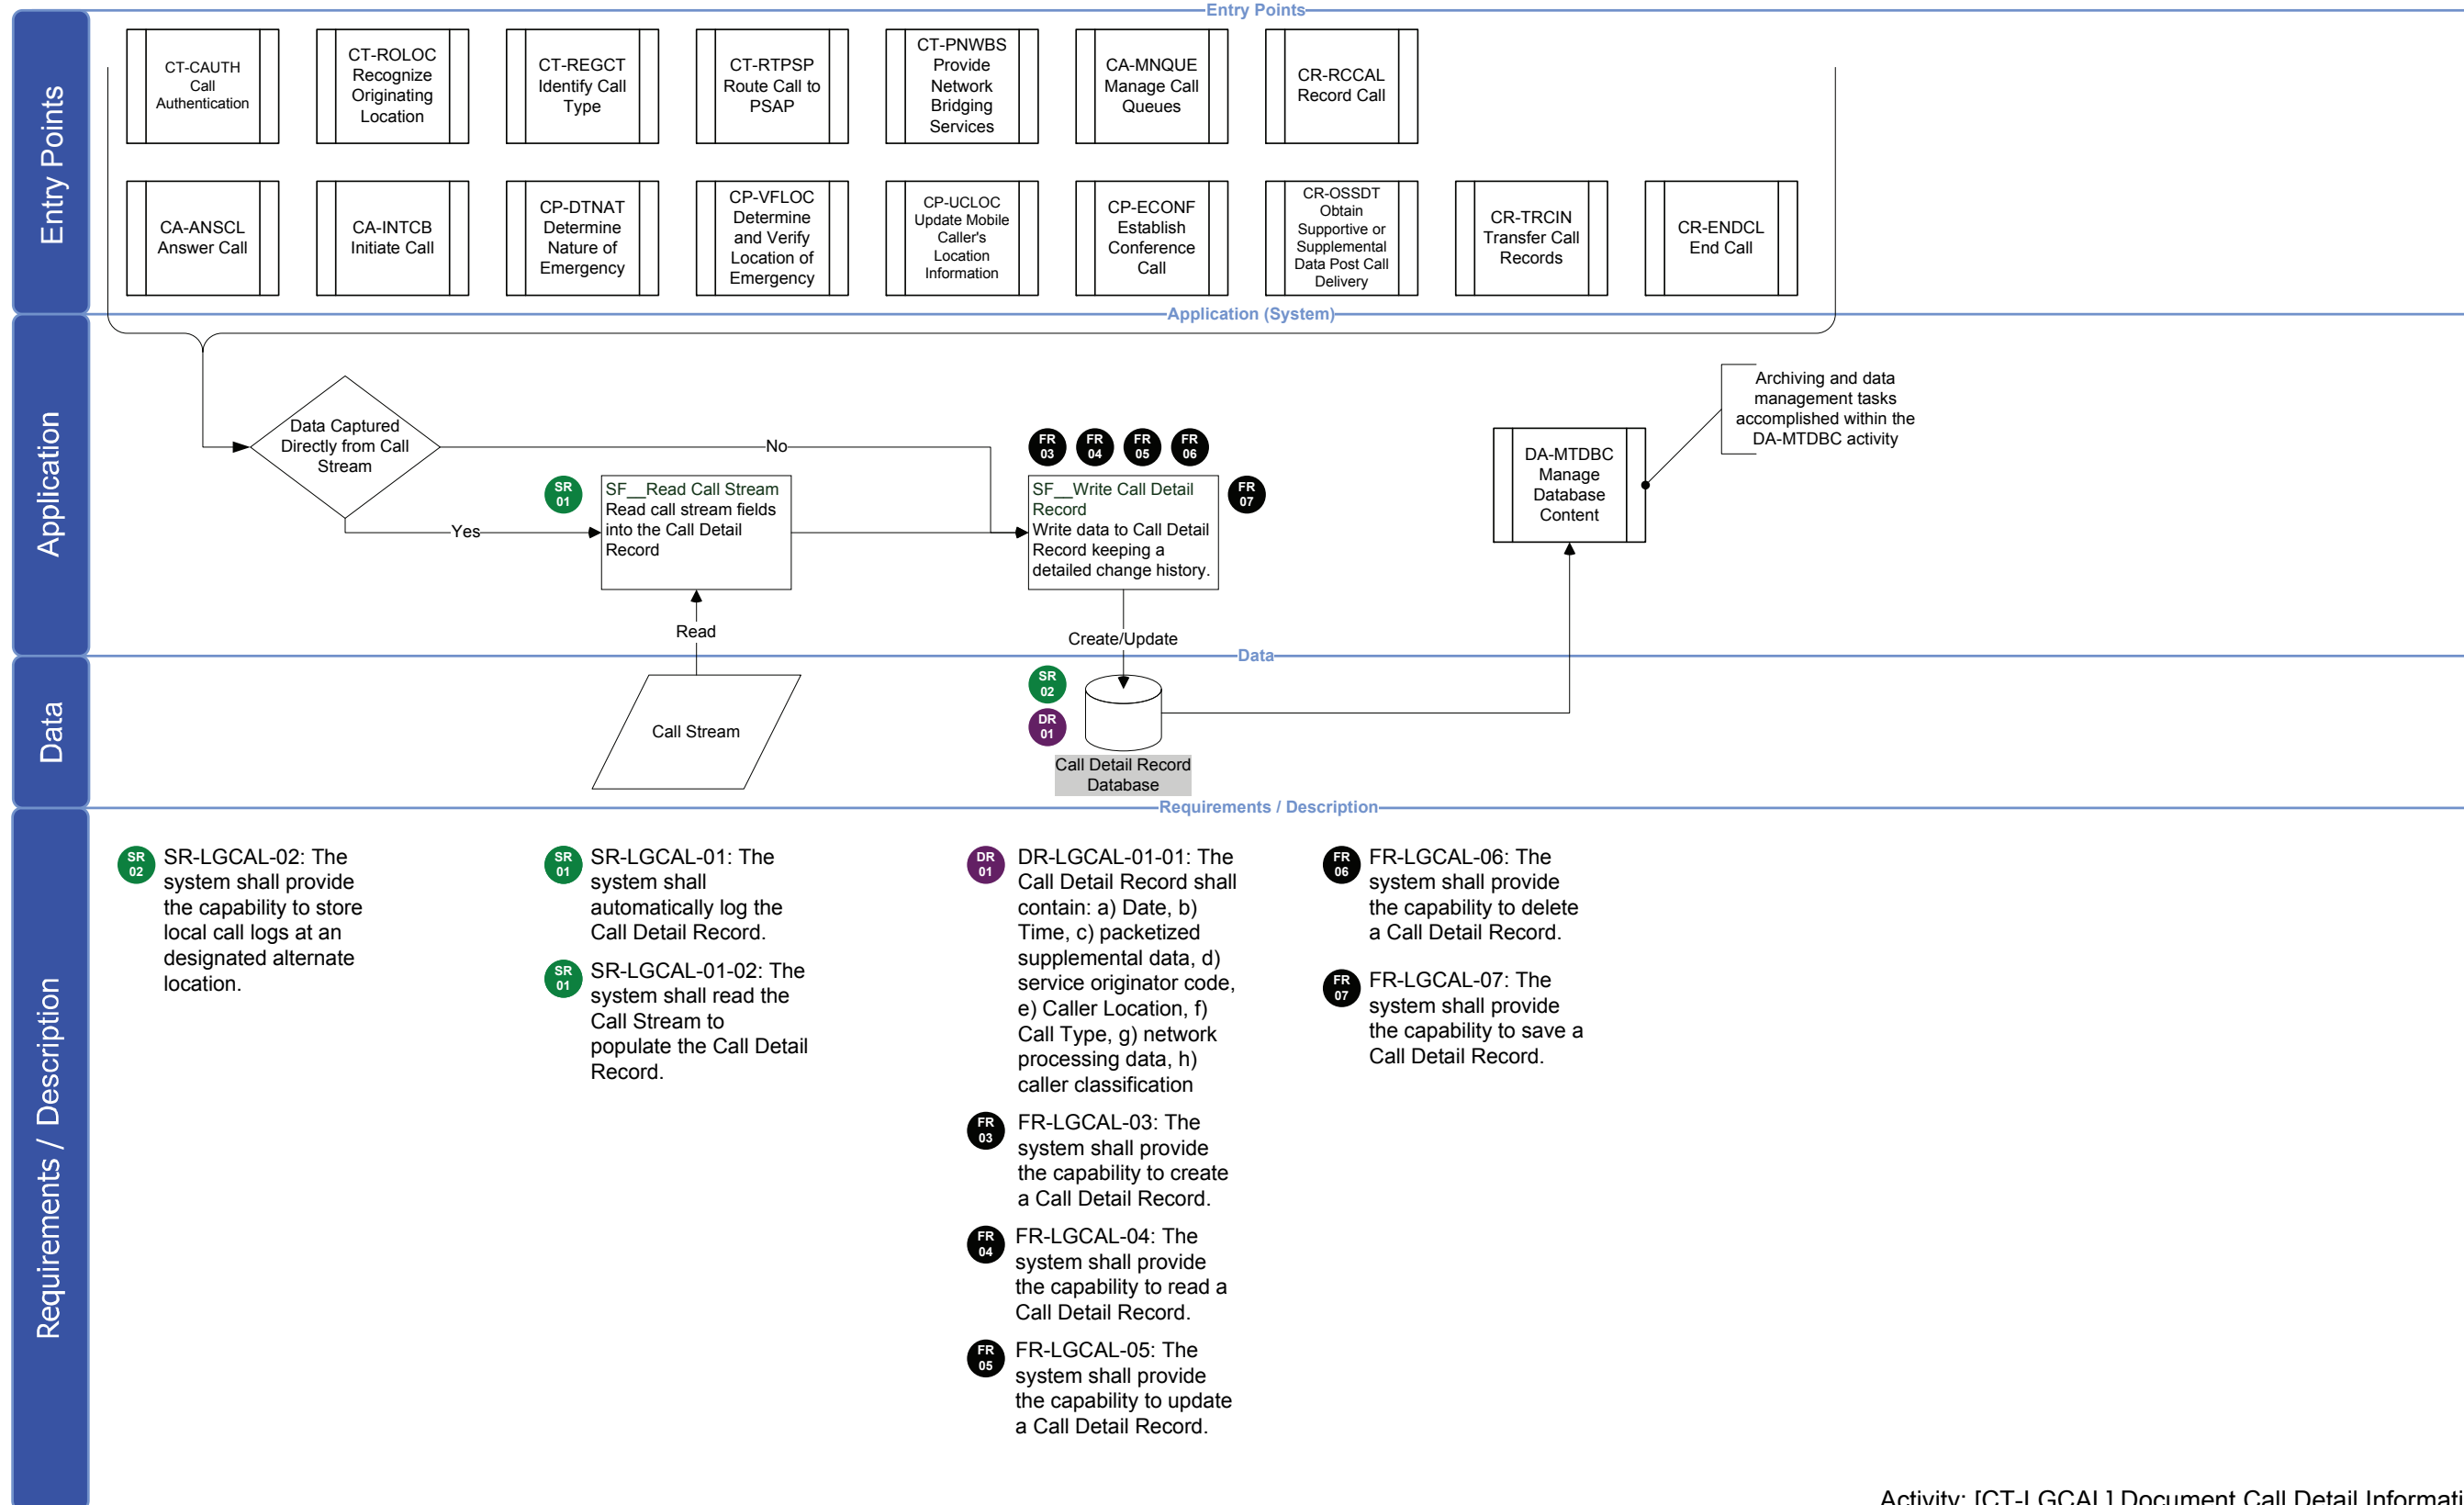 Entry Points
Entry Points
CT-CAUTH
Call
Authentication
CT-ROLOC
Recognize
Originating
Location
CT-REGCT
Identify Call
Type
CT-RTPSP
Route Call to
PSAP
CT-PNWBS
Provide
Network
Bridging
Services
CA-MNQUE
Manage Call
Queues
CR-RCCAL
Record Call
CA-ANSCL
Answer Call
CA-INTCB
Initiate Call
CP-DTNAT
Determine
Nature of
Emergency
CP-VFLOC
Determine
and Verify
Location of
Emergency
CP-UCLOC
Update Mobile
Caller's
Location
Information
CP-ECONF
Establish
Conference
Call
CR-OSSDT
Obtain
Supportive or
Supplemental
Data Post Call
Delivery
CR-TRCIN
Transfer Call
Records
CR-ENDCL
End Call
Application (System)
Application
Data Captured
Directly from Call
Stream
No
Yes
SR
01
SF__Read Call Stream
Read call stream fields
into the Call Detail
Record
Read
FR
03
FR
04
FR
05
FR
06
FR
07
SF__Write Call Detail
Record
Write data to Call Detail
Record keeping a
detailed change history.
Create/Update
DA-MTDBC
Manage
Database
Content
Archiving and data
management tasks
accomplished within the
DA-MTDBC activity
Data
Data
Call Stream
SR
02
DR
01
Call Detail Record
Database
Requirements / Description
Requirements / Description
SR
02
SR-LGCAL-02: The
system shall provide
the capability to store
local call logs at an
designated alternate
location.
SR
01
SR-LGCAL-01: The
system shall
automatically log the
Call Detail Record.
SR
01
SR-LGCAL-01-02: The
system shall read the
Call Stream to
populate the Call Detail
Record.
DR
01
DR-LGCAL-01-01: The
Call Detail Record shall
contain: a) Date, b)
Time, c) packetized
supplemental data, d)
service originator code,
e) Caller Location, f)
Call Type, g) network
processing data, h)
caller classification
FR
03
FR-LGCAL-03: The
system shall provide
the capability to create
a Call Detail Record.
FR
04
FR-LGCAL-04: The
system shall provide
the capability to read a
Call Detail Record.
FR
05
FR-LGCAL-05: The
system shall provide
the capability to update
a Call Detail Record.
FR
06
FR-LGCAL-06: The
system shall provide
the capability to delete
a Call Detail Record.
FR
07
FR-LGCAL-07: The
system shall provide
the capability to save a
Call Detail Record.
Activity: [CT-LGCAL] Document Call Detail Informati